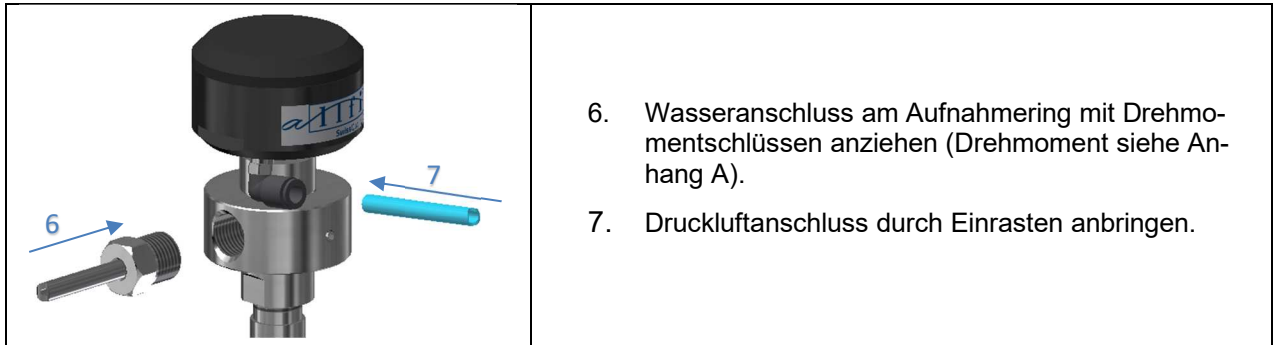 6
7
6. Wasseranschluss am Aufnahmering mit Drehmo-
mentschlüssen anziehen (Drehmoment siehe An-
hang A).
7. Druckluftanschluss durch Einrasten anbringen.